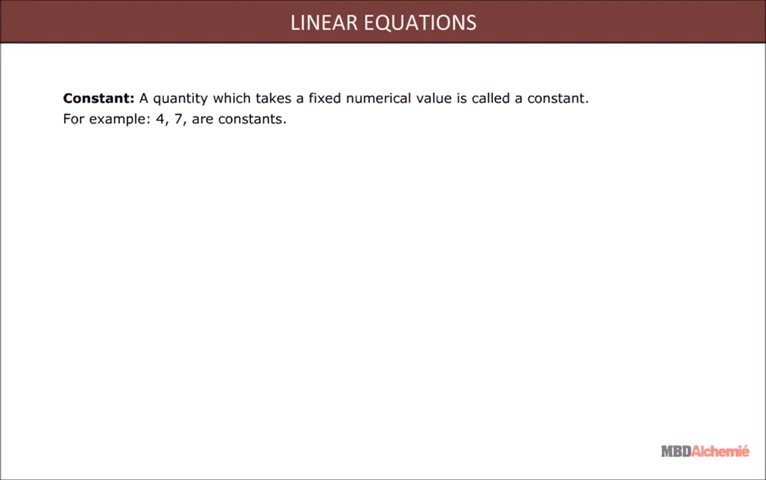 LINEAR EQUATIONS
Constant: A quantity which takes a fixed numerical value is called a constant.
For example: 4, 7, are constants.
MBDAlchemié